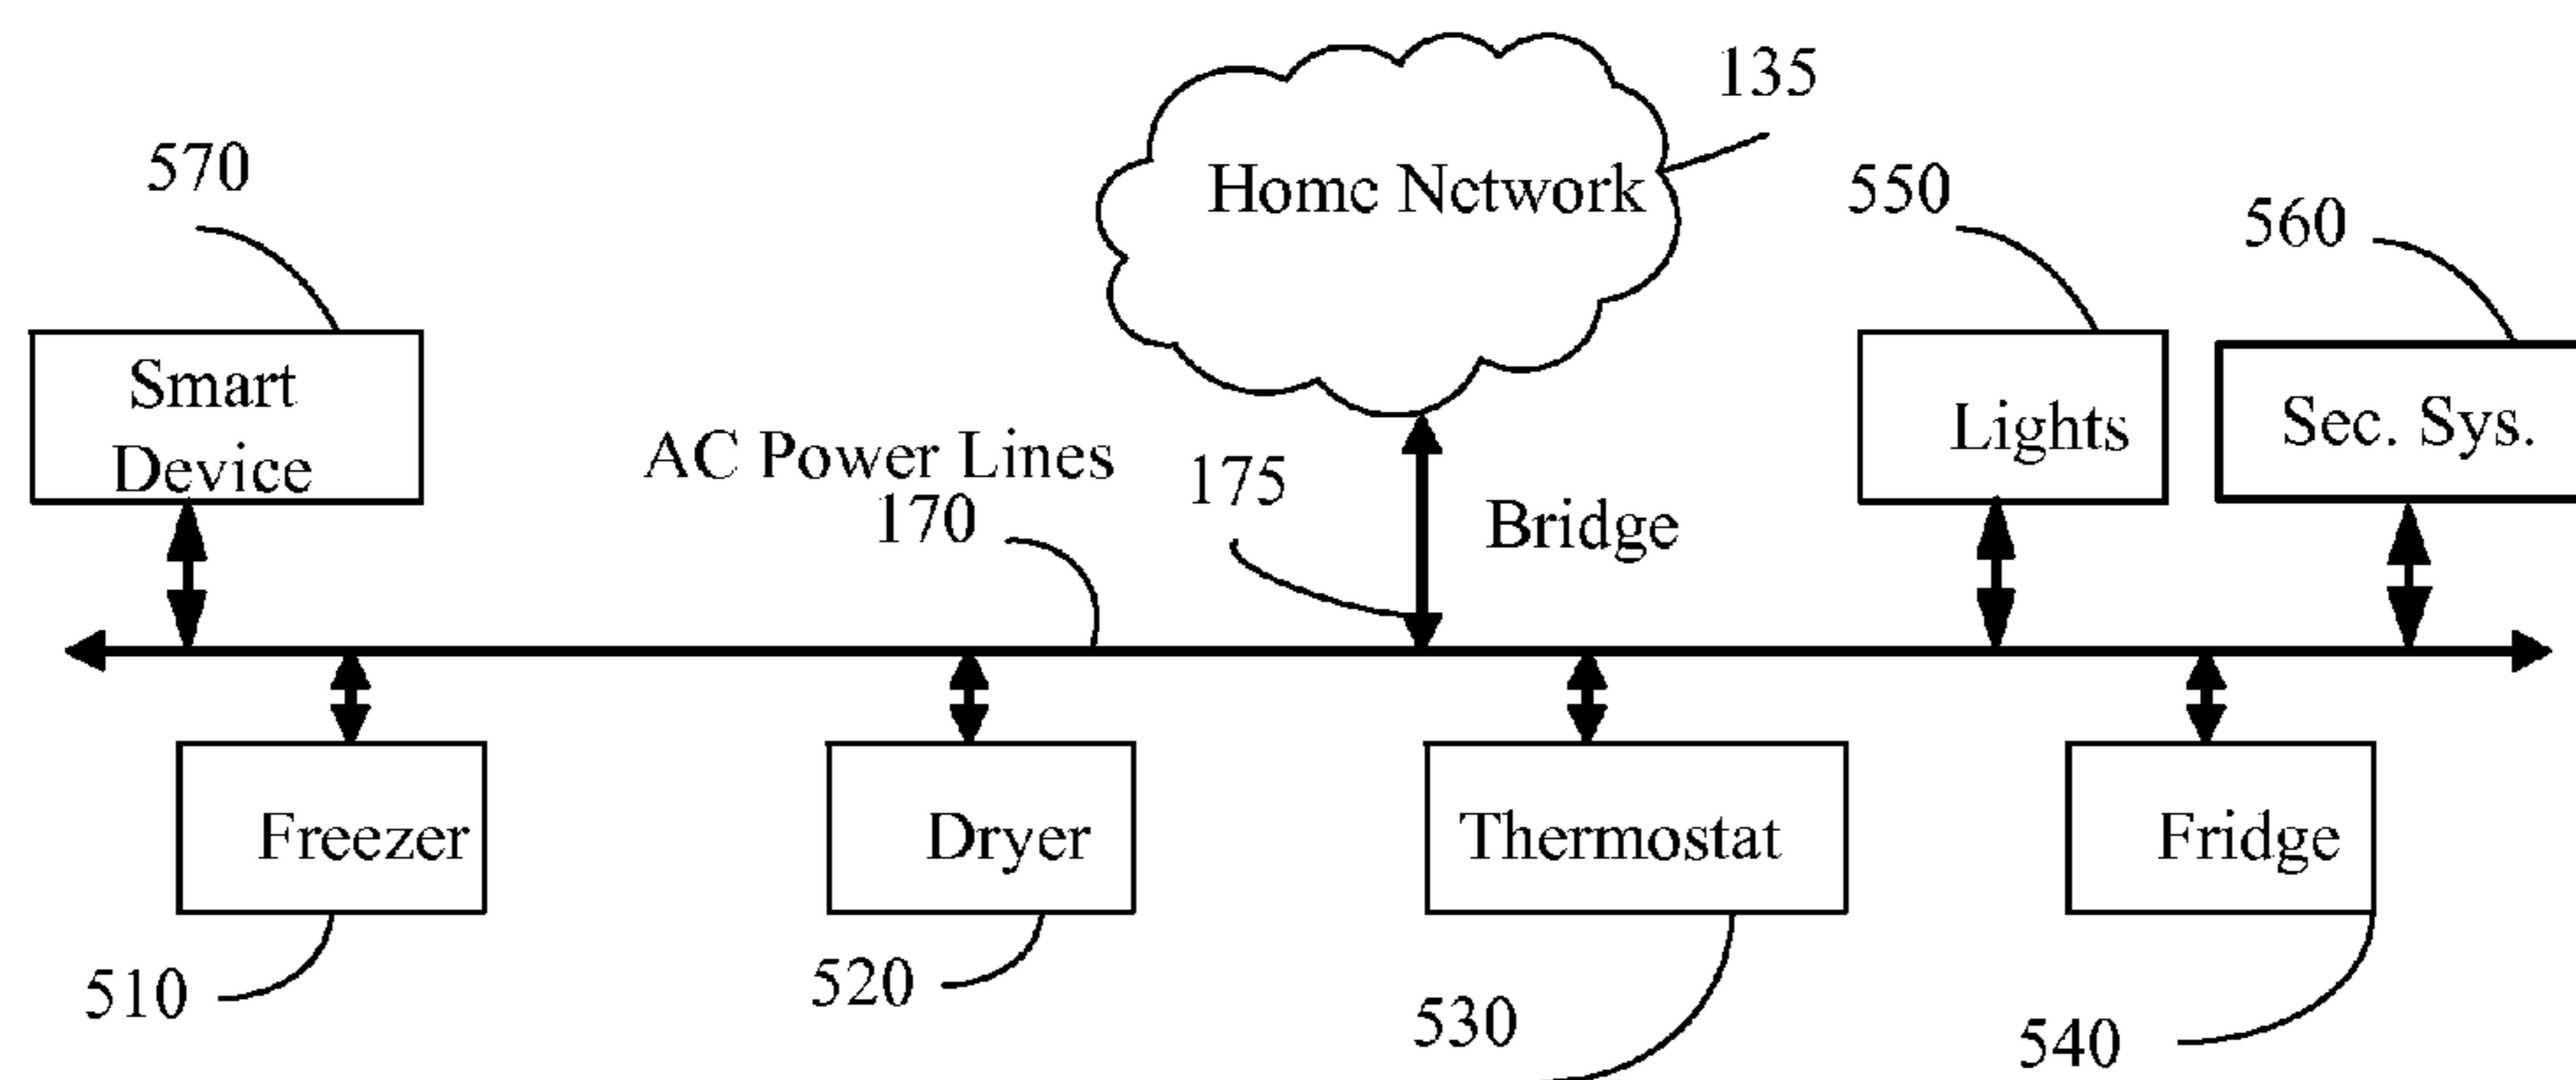 135
Home Network
570
550
560
Smart
Device
AC Power Lines
170
175
Bridge
Lights
Sec. Sys.
Freezer
Dryer
Thermostat
Fridge
510
520
530
540